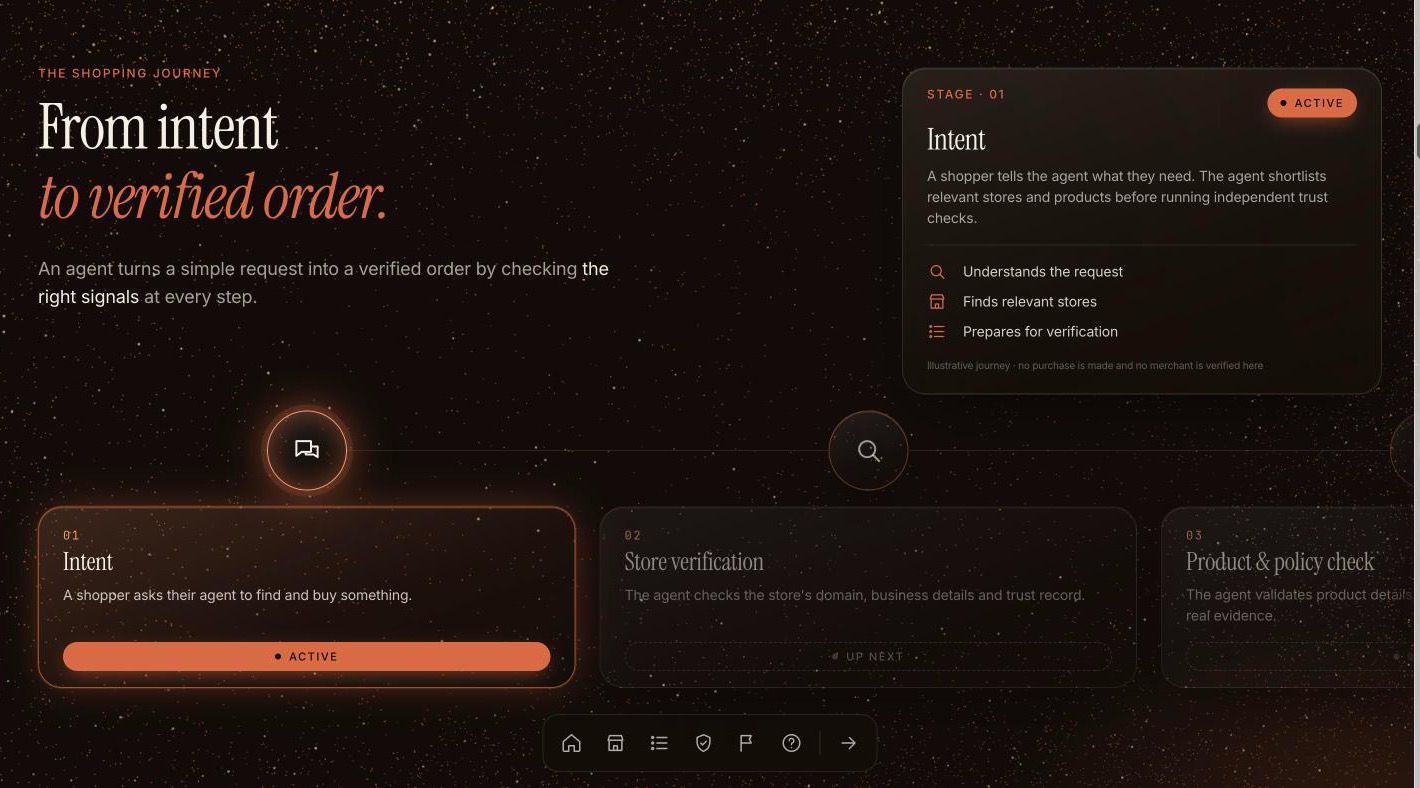 THE SHOPPING JOURNEY
From intent
to verified order.
An agent turns a simple request into a verified order by checking the
right signals at every step.
STAGE · 01
ACTIVE
Intent
A shopper tells the agent what they need. The agent shortlists
relevant stores and products before running independent trust
checks.
Understands the request
Finds relevant stores
Prepares for verification
Illustrative journey · no purchase is made and no merchant is verified here
01
Intent
A shopper asks their agent to find and buy something.
ACTIVE
02
Store verification
The agent checks the store's domain, business details and trust record.
UP NEXT
03
Product & policy check
The agent validates product details
real evidence.